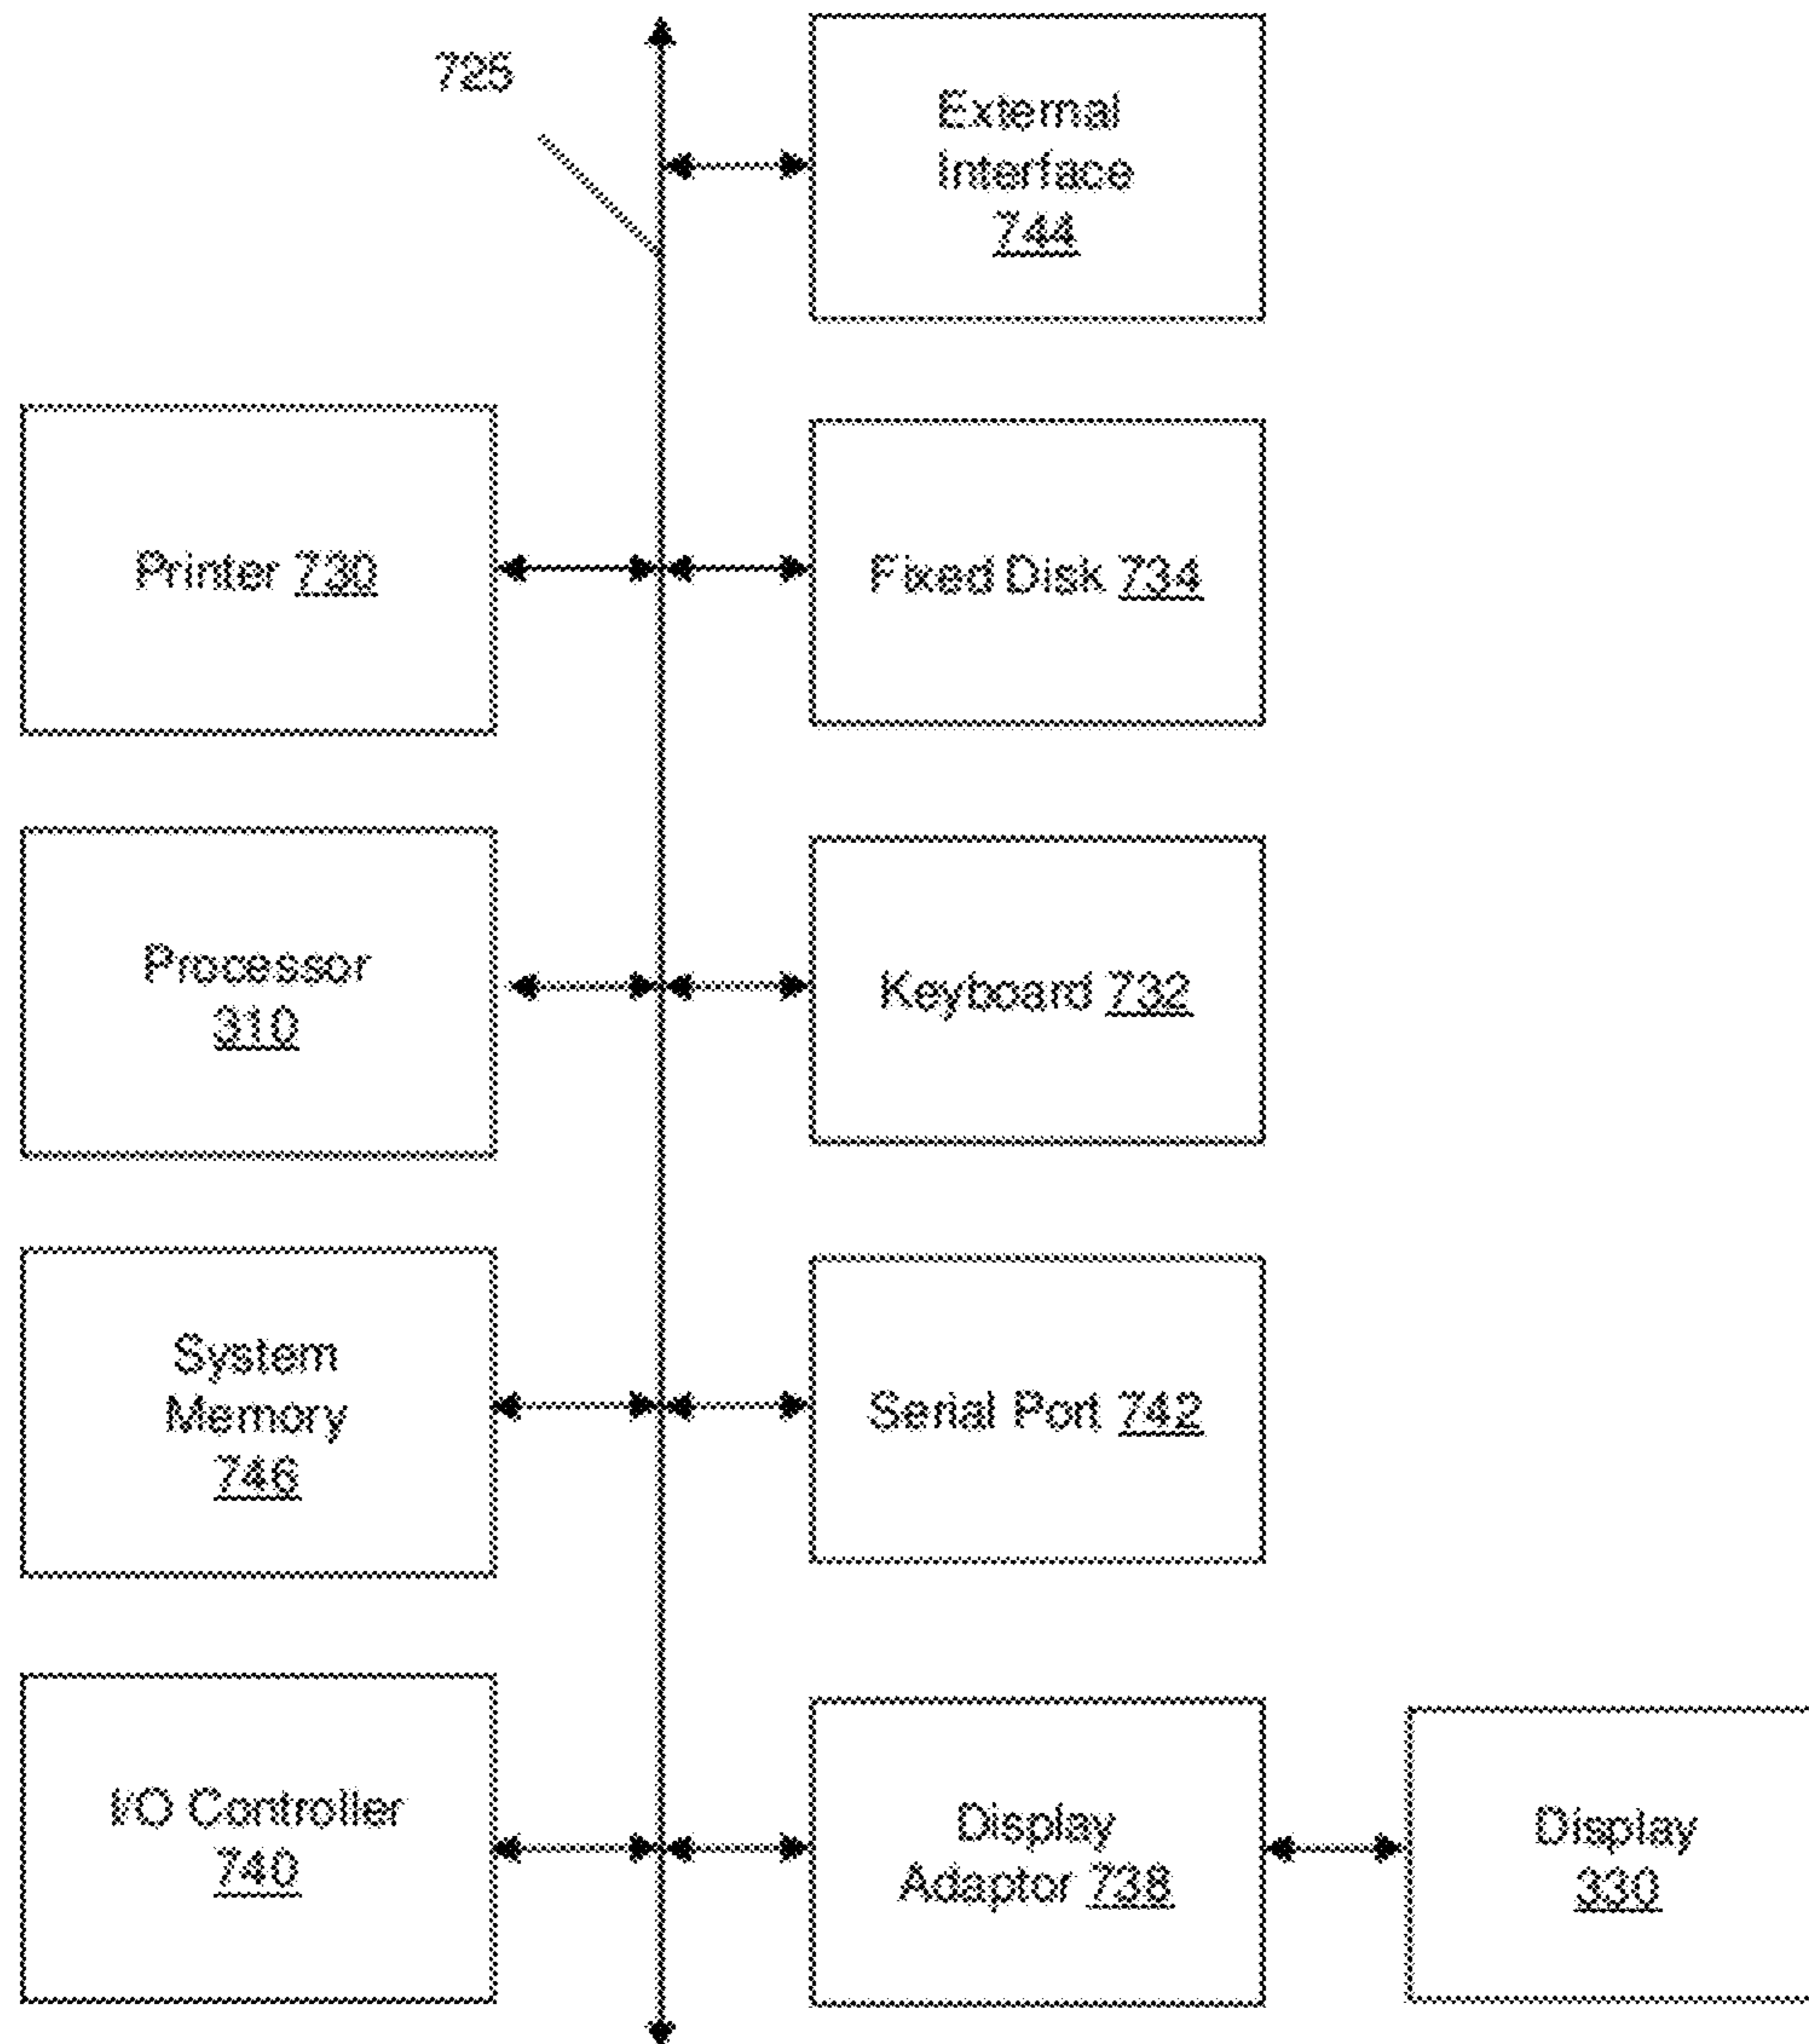 725
External
Interface
744
Printer 730
Fixed Disk 734
Processor
310
Keyboard 732
System
Memory
746
Serial Port 742
I/O Controller
740
Display
Adaptor 738
Display
330